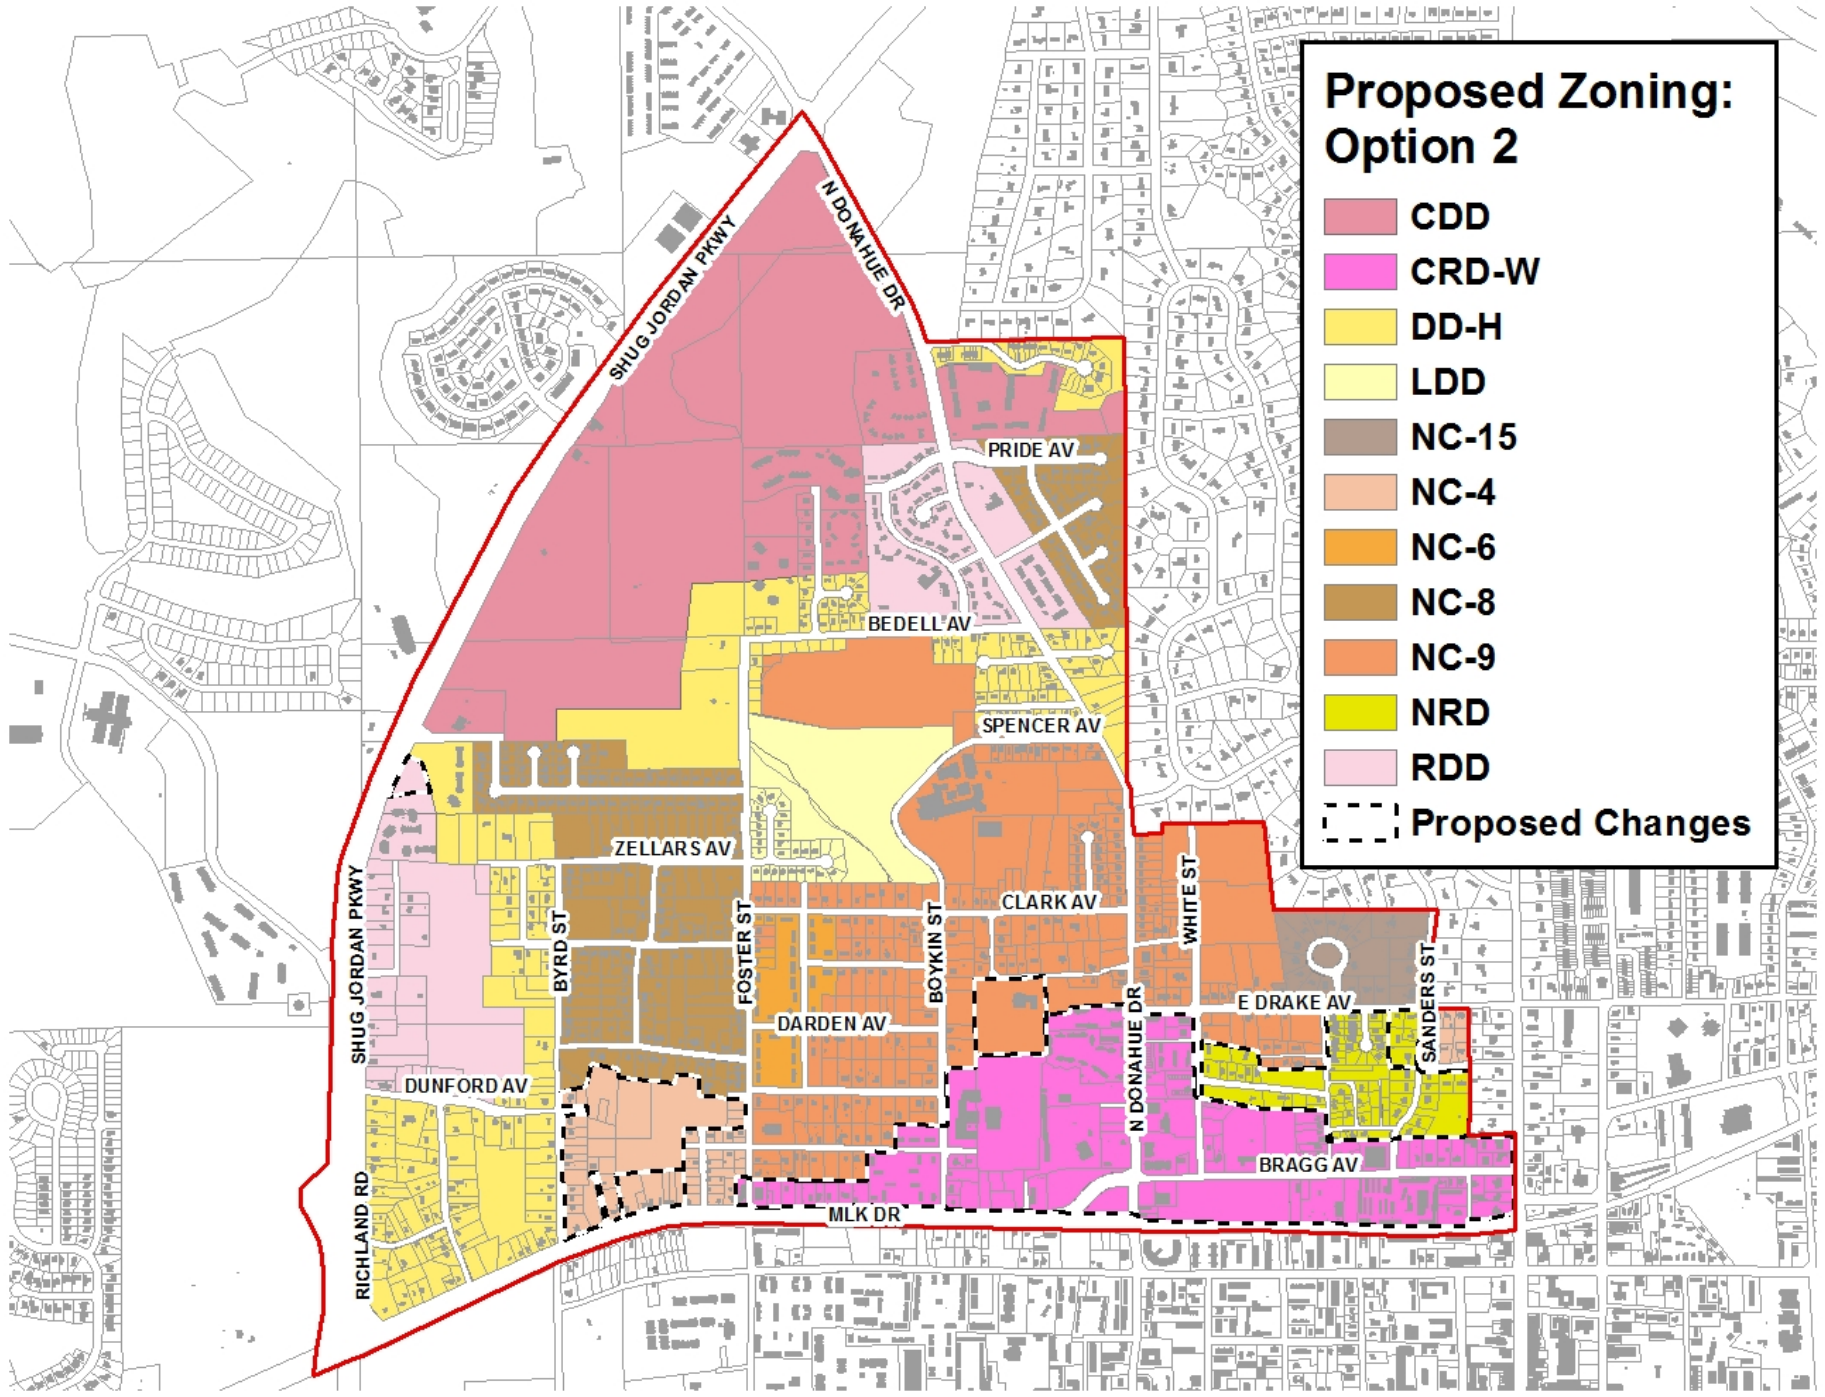 Proposed Zoning:
Option 2
CDD
CRD-W
DD-H
LDD
NC-15
NC-4
NC-6
NC-8
NC-9
NRD
RDD
Proposed Changes
SHUG JORDAN PKWY
N DONAHUE DR
PRIDE AV
BEDELL AV
SPENCER AV
ZELLARS AV
SHUG JORDAN PKWY
BYRD ST
FOSTER ST
BOYKIN ST
CLARK AV
WHITE ST
SANDERS ST
E DRAKE AV
DARDEN AV
N DONAHUE DR
DUNFORD AV
RICHLAND RD
BRAGG AV
MLK DR